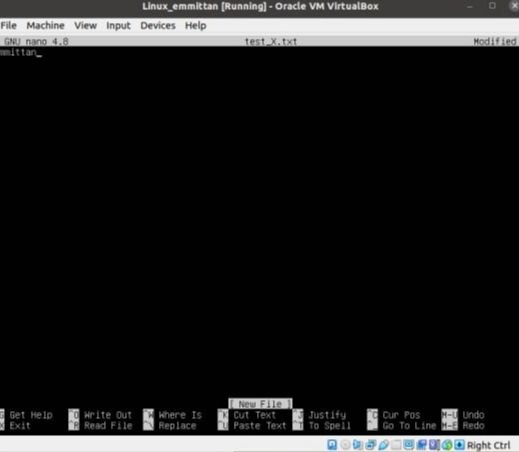 Linux_emmittan [Running] - Oracle VM VirtualBox
File Machine View Input Devices Help
GNU nano 4.8 test_X.txt Modified
mmittan_
[ New File ]
G Get Help ^O Write Out ^W Where Is ^K Cut Text ^J Justify ^C Cur Pos M-U Undo
X Exit ^R Read File ^\ Replace ^U Paste Text ^T To Spell ^_ Go To Line M-E Redo
Right Ctrl